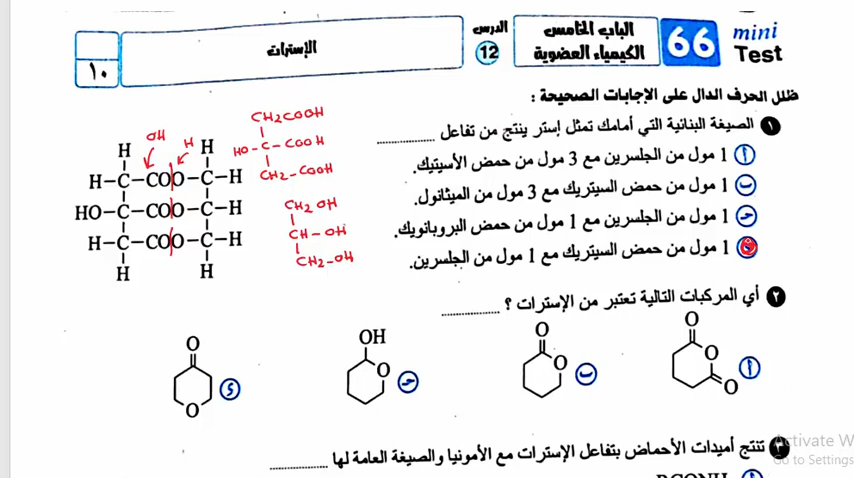 mini Test 66
الباب الخامس الكيمياء العضوية
الدرس 12
الإسترات
١٠
ظلل الحرف الدال على الإجابات الصحيحة :
١ الصيغة البنائية التي أمامك تمثل إستر ينتج من تفاعل ..........
أ 1 مول من الجلسرين مع 3 مول من حمض الأسيتيك.
ب 1 مول من حمض السيتريك مع 3 مول من الميثانول.
ج 1 مول من الجلسرين مع 1 مول من حمض البروبانويك.
1 مول من حمض السيتريك مع 1 مول من الجلسرين.
OH H
H H
H-C-COO-C-H
HO-C-COO-C-H
H-C-COO-C-H
H H
CH2COOH
HO-C-COOH
CH2-COOH
CH2OH
CH-OH
CH2-OH
٢ أي المركبات التالية تعتبر من الإسترات ؟ ..........
أ O O O
ب O O
ج OH O
د O O
٣ تنتج أميدات الأحماض بتفاعل الإسترات مع الأمونيا والصيغة العامة لها ..........
أ RCONH
Activate W
Go to Settings